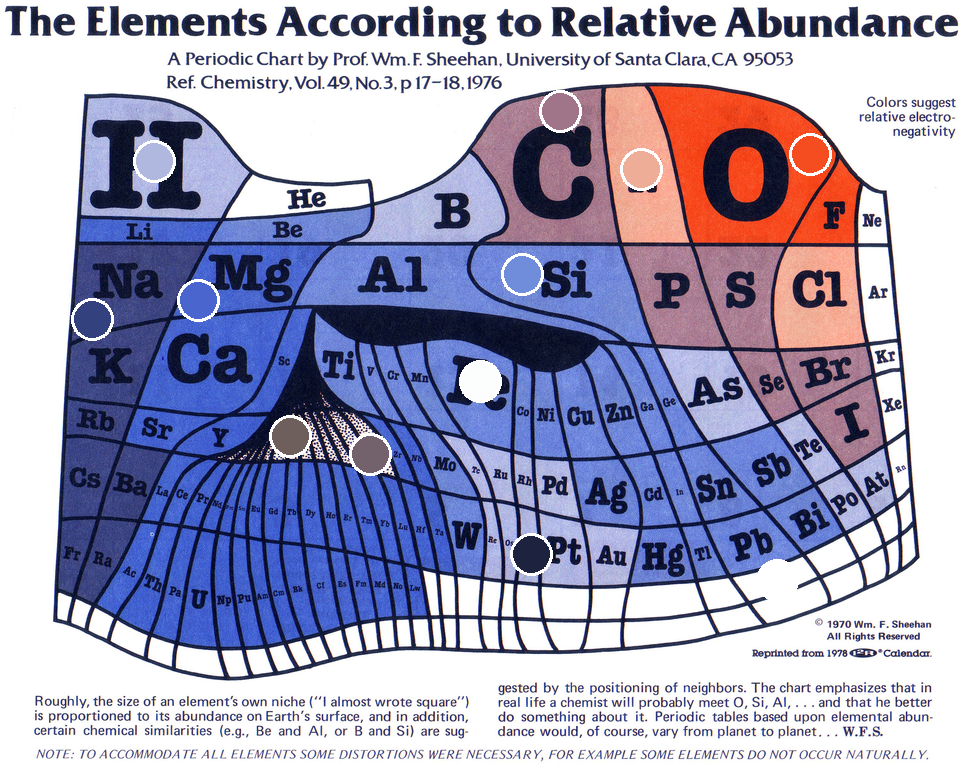 The Elements According to Relative Abundance
A Periodic Chart by Prof. Wm. F. Sheehan, University of Santa Clara, CA 95053
Ref. Chemistry, Vol. 49, No. 3, p 17-18, 1976
Colors suggest
relative electro-
negativity
H C O
He B F Ne
Li Be
Na Mg Al Si P S Cl Ar
K Ca Sc Ti V Cr Mn Co Ni Cu Zn Ga Ge As Se Br Kr
Rb Sr Y Zr Nb Mo Tc Ru Rh Pd Ag Cd In Sn Sb Te I Xe
Cs Ba La Ce Pr Nd Eu Gd Tb Dy Ho Er Tm Yb Lu Hf Ta W Re Os Pt Au Hg Tl Pb Bi Po At Rn
Fr Ra Ac Th Pa U Np Pu Am Cm Bk Cf Es Fm Md No Lw
© 1970 Wm. F. Sheehan
All Rights Reserved
Reprinted from 1978 ® Calendar.
Roughly, the size of an element's own niche ("I almost wrote square")
is proportioned to its abundance on Earth's surface, and in addition,
certain chemical similarities (e.g., Be and Al, or B and Si) are sug-
gested by the positioning of neighbors. The chart emphasizes that in
real life a chemist will probably meet O, Si, Al, . . . and that he better
do something about it. Periodic tables based upon elemental abun-
dance would, of course, vary from planet to planet. . . W.F.S.
NOTE: TO ACCOMMODATE ALL ELEMENTS SOME DISTORTIONS WERE NECESSARY, FOR EXAMPLE SOME ELEMENTS DO NOT OCCUR NATURALLY.